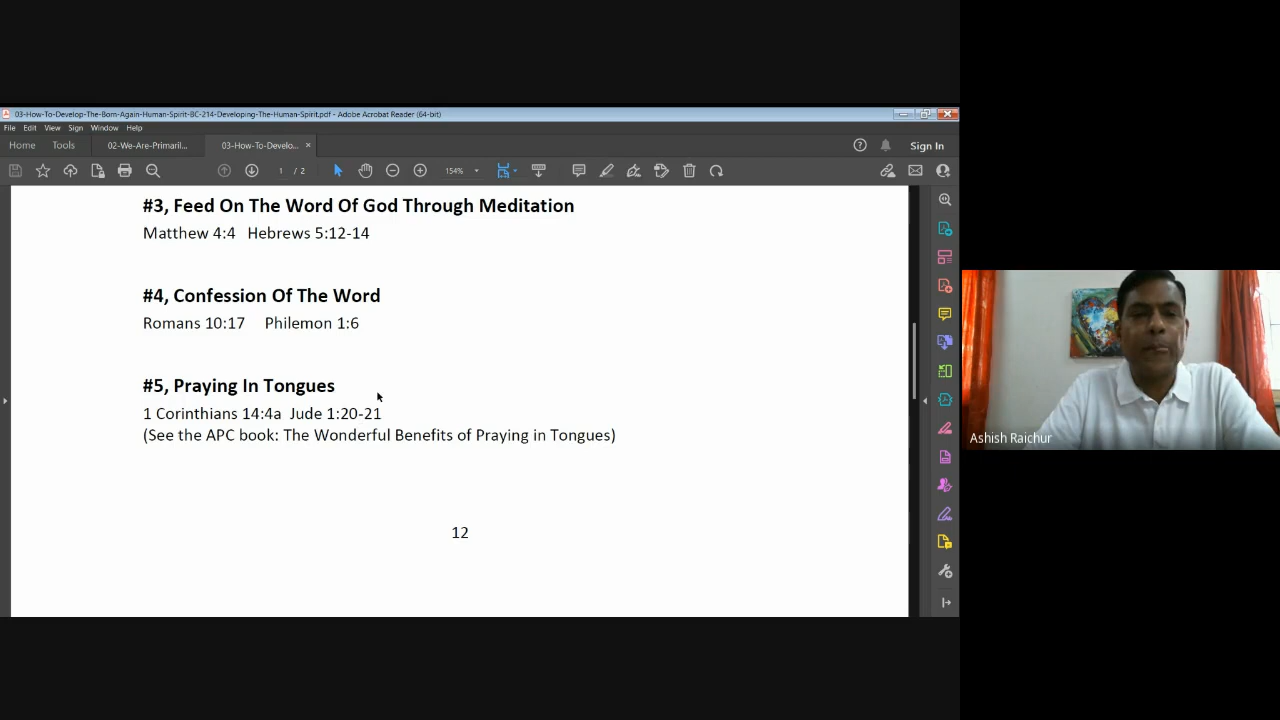 03-How-To-Develop-The-Born-Again-Human-Spirit-BC-214-Developing-The-Human-Spirit.pdf - Adobe Acrobat Reader (64-bit)
File Edit View Sign Window Help
Home Tools 02-We-Are-Primaril... 03-How-To-Develo... × Sign In
1 / 2 154%
#3, Feed On The Word Of God Through Meditation
Matthew 4:4 Hebrews 5:12-14
#4, Confession Of The Word
Romans 10:17 Philemon 1:6
#5, Praying In Tongues
1 Corinthians 14:4a Jude 1:20-21
(See the APC book: The Wonderful Benefits of Praying in Tongues)
12
Ashish Raichur